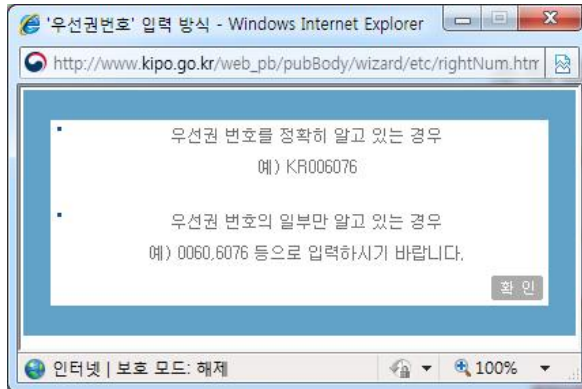 '우선권번호' 입력 방식 - Windows Internet Explorer
http://www.kipo.go.kr/web_pb/pubBody/wizard/etc/rightNum.htm
우선권 번호를 정확히 알고 있는 경우
예) KR006076
우선권 번호의 일부만 알고 있는 경우
예) 0060,6076 등으로 입력하시기 바랍니다.
확 인
인터넷 | 보호 모드: 해제
100%